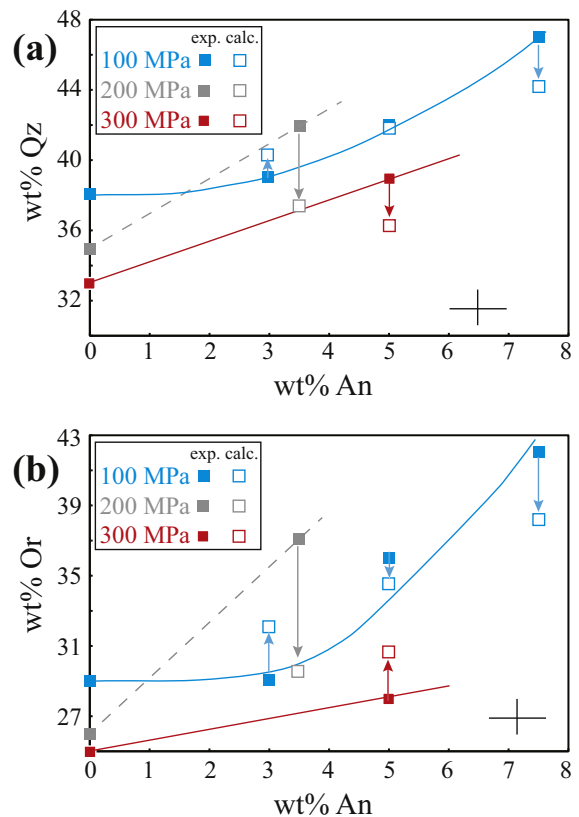 (a)
wt% Qz
48
44
40
36
32
exp. calc.
100 MPa
200 MPa
300 MPa
0 1 2 3 4 5 6 7 8
wt% An
(b)
wt% Or
43
39
35
31
27
exp. calc.
100 MPa
200 MPa
300 MPa
0 1 2 3 4 5 6 7 8
wt% An